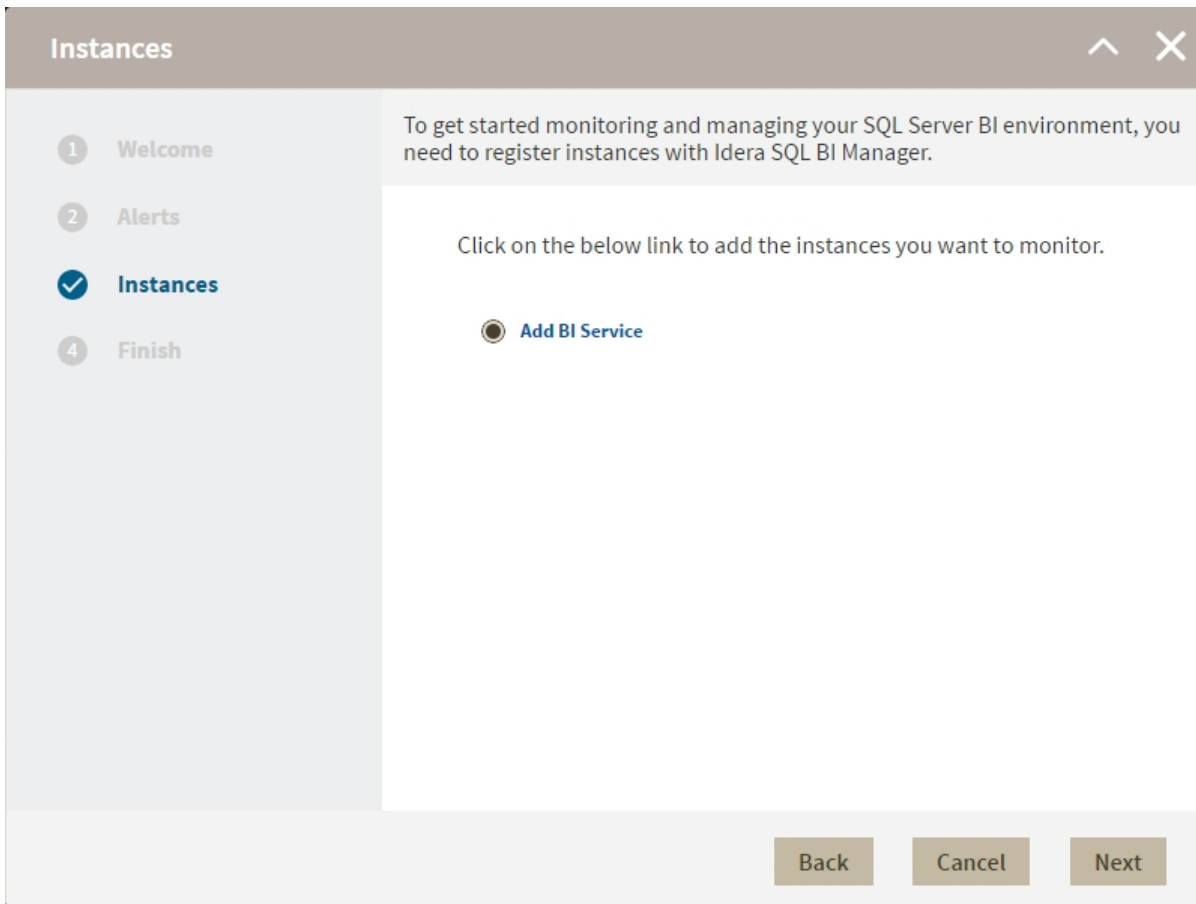 Instances
1 Welcome
2 Alerts
Instances
4 Finish
To get started monitoring and managing your SQL Server BI environment, you
need to register instances with Idera SQL BI Manager.
Click on the below link to add the instances you want to monitor.
Add BI Service
Back Cancel Next